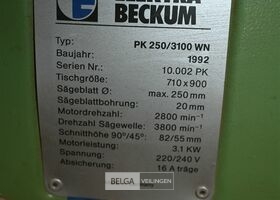 ELEKTRA
BECKUM
Typ: PK 250/3100 WN
Baujahr: 1992
Serien Nr.: 10.002 PK
Tischgröße: 710 x 900
Sägeblatt Ø: max. 250 mm
Sägeblattbohrung: 20 mm
Motordrehzahl: 2800 min⁻¹
Drehzahl Sägewelle: 3800 min⁻¹
Schnitthöhe 90°/45°: 82/55 mm
Motorleistung: 3.1 KW
Spannung: 220/240 V
Absicherung: 16 A träge
BELGA VEILINGEN